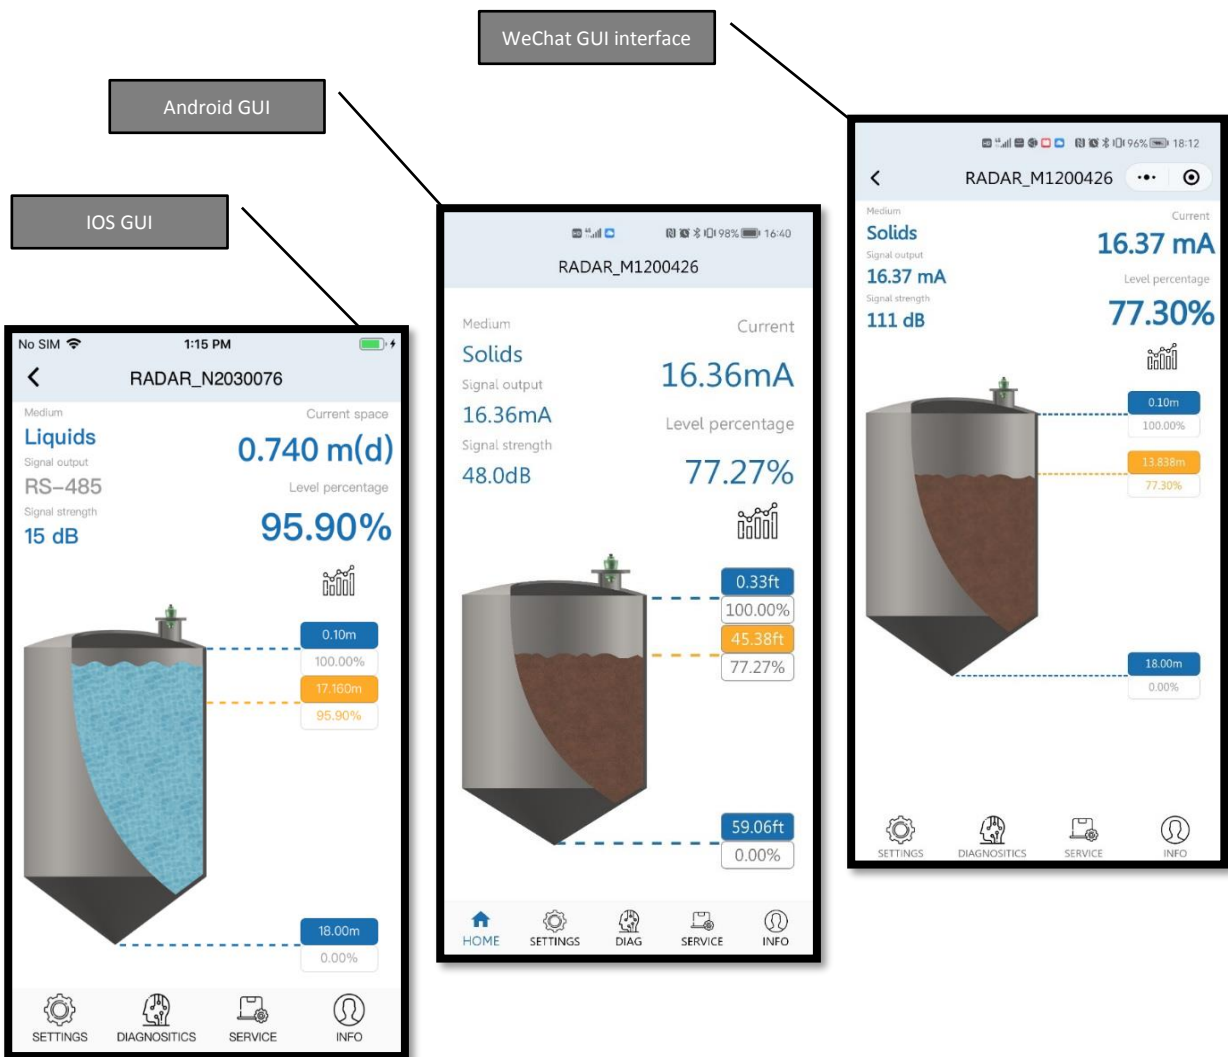 WeChat GUI interface
Android GUI
IOS GUI
No SIM 1:15 PM
RADAR_N2030076
Medium
Current space
Liquids
0.740 m(d)
Signal output
RS-485
Level percentage
Signal strength
95.90%
15 dB
0.10m
100.00%
17.160m
95.90%
18.00m
0.00%
SETTINGS DIAGNOSITICS SERVICE INFO
98% 16:40
RADAR_M1200426
Medium
Current
Solids
16.36mA
Signal output
16.36mA
Level percentage
Signal strength
77.27%
48.0dB
0.33ft
100.00%
45.38ft
77.27%
59.06ft
0.00%
HOME SETTINGS DIAG SERVICE INFO
96% 18:12
RADAR_M1200426
Medium
Current
Solids
16.37 mA
Signal output
16.37 mA
Level percentage
Signal strength
77.30%
111 dB
0.10m
100.00%
13.838m
77.30%
18.00m
0.00%
SETTINGS DIAGNOSITICS SERVICE INFO